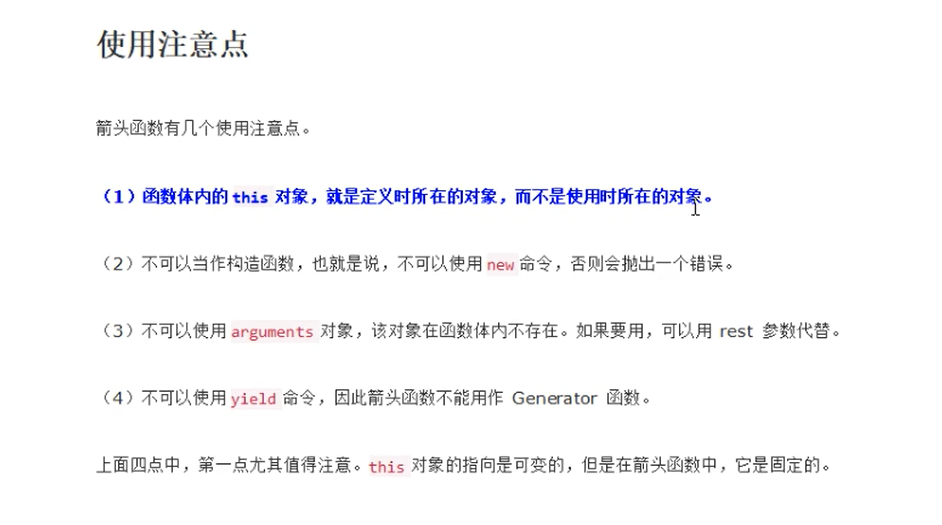 使用注意点
箭头函数有几个使用注意点。
（1）函数体内的 this 对象，就是定义时所在的对象，而不是使用时所在的对象。
（2）不可以当作构造函数，也就是说，不可以使用 new 命令，否则会抛出一个错误。
（3）不可以使用 arguments 对象，该对象在函数体内不存在。如果要用，可以用 rest 参数代替。
（4）不可以使用 yield 命令，因此箭头函数不能用作 Generator 函数。
上面四点中，第一点尤其值得注意。this 对象的指向是可变的，但是在箭头函数中，它是固定的。